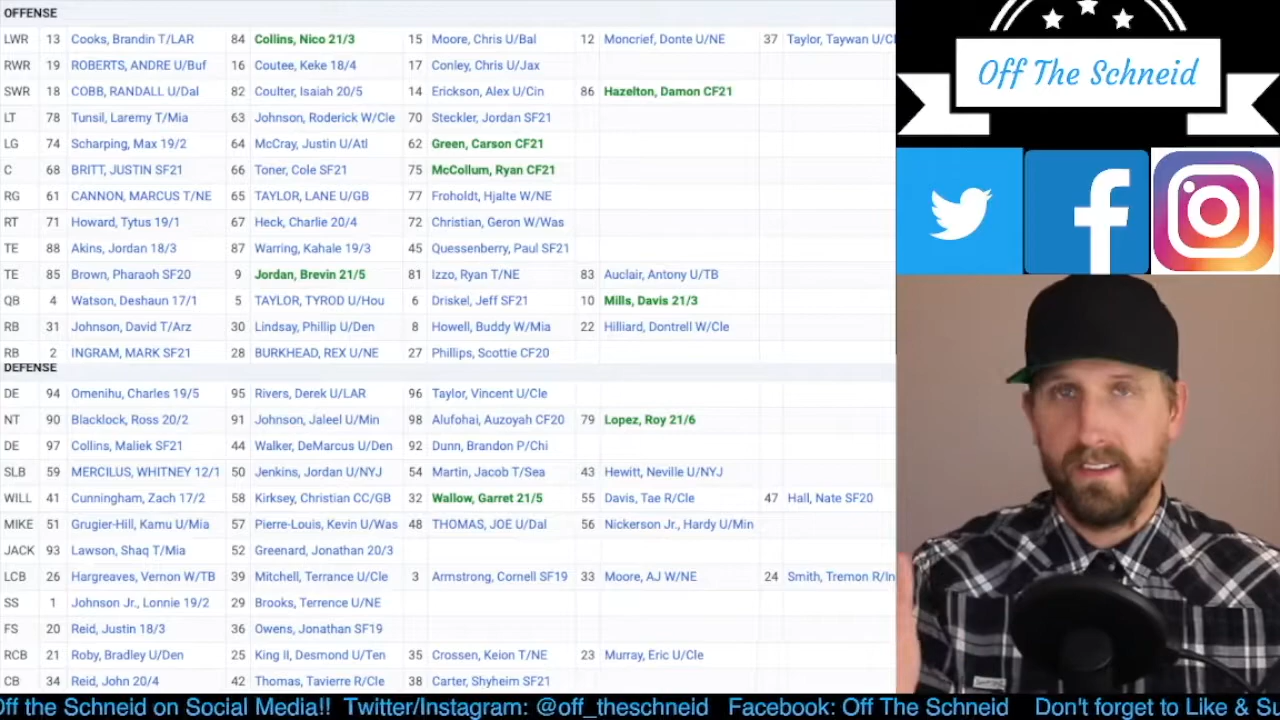 OFFENSE
LWR 13 Cooks, Brandin T/LAR 84 Collins, Nico 21/3 15 Moore, Chris U/Bal 12 Moncrief, Donte U/NE 37 Taylor, Taywan U/Cl
RWR 19 ROBERTS, ANDRE U/Buf 16 Coutee, Keke 18/4 17 Conley, Chris U/Jax
SWR 18 COBB, RANDALL U/Dal 82 Coulter, Isaiah 20/5 14 Erickson, Alex U/Cin 86 Hazelton, Damon CF21
LT 78 Tunsil, Laremy T/Mia 63 Johnson, Roderick W/Cle 70 Steckler, Jordan SF21
LG 74 Scharping, Max 19/2 64 McCray, Justin U/Atl 62 Green, Carson CF21
C 68 BRITT, JUSTIN SF21 66 Toner, Cole SF21 75 McCollum, Ryan CF21
RG 61 CANNON, MARCUS T/NE 65 TAYLOR, LANE U/GB 77 Froholdt, Hjalte W/NE
RT 71 Howard, Tytus 19/1 67 Heck, Charlie 20/4 72 Christian, Geron W/Was
TE 88 Akins, Jordan 18/3 87 Warring, Kahale 19/3 45 Quessenberry, Paul SF21
TE 85 Brown, Pharaoh SF20 9 Jordan, Brevin 21/5 81 Izzo, Ryan T/NE 83 Auclair, Antony U/TB
QB 4 Watson, Deshaun 17/1 5 TAYLOR, TYROD U/Hou 6 Driskel, Jeff SF21 10 Mills, Davis 21/3
RB 31 Johnson, David T/Arz 30 Lindsay, Phillip U/Den 8 Howell, Buddy W/Mia 22 Hilliard, Dontrell W/Cle
RB 2 INGRAM, MARK SF21 28 BURKHEAD, REX U/NE 27 Phillips, Scottie CF20
DEFENSE
DE 94 Omenihu, Charles 19/5 95 Rivers, Derek U/LAR 96 Taylor, Vincent U/Cle
NT 90 Blacklock, Ross 20/2 91 Johnson, Jaleel U/Min 98 Alufohai, Auzoyah CF20 79 Lopez, Roy 21/6
DE 97 Collins, Maliek SF21 44 Walker, DeMarcus U/Den 92 Dunn, Brandon P/Chi
SLB 59 MERCILUS, WHITNEY 12/1 50 Jenkins, Jordan U/NYJ 54 Martin, Jacob T/Sea 43 Hewitt, Neville U/NYJ
WILL 41 Cunningham, Zach 17/2 58 Kirksey, Christian CC/GB 32 Wallow, Garret 21/5 55 Davis, Tae R/Cle 47 Hall, Nate SF20
MIKE 51 Grugier-Hill, Kamu U/Mia 57 Pierre-Louis, Kevin U/Was 48 THOMAS, JOE U/Dal 56 Nickerson Jr., Hardy U/Min
JACK 93 Lawson, Shaq T/Mia 52 Greenard, Jonathan 20/3
LCB 26 Hargreaves, Vernon W/TB 39 Mitchell, Terrance U/Cle 3 Armstrong, Cornell SF19 33 Moore, AJ W/NE 24 Smith, Tremon R/In
SS 1 Johnson Jr., Lonnie 19/2 29 Brooks, Terrence U/NE
FS 20 Reid, Justin 18/3 36 Owens, Jonathan SF19
RCB 21 Roby, Bradley U/Den 25 King II, Desmond U/Ten 35 Crossen, Keion T/NE 23 Murray, Eric U/Cle
CB 34 Reid, John 20/4 42 Thomas, Tavierre R/Cle 38 Carter, Shyheim SF21
Off The Schneid
Off the Schneid on Social Media!! Twitter/Instagram: @off_theschneid Facebook: Off The Schneid Don't forget to Like & Su